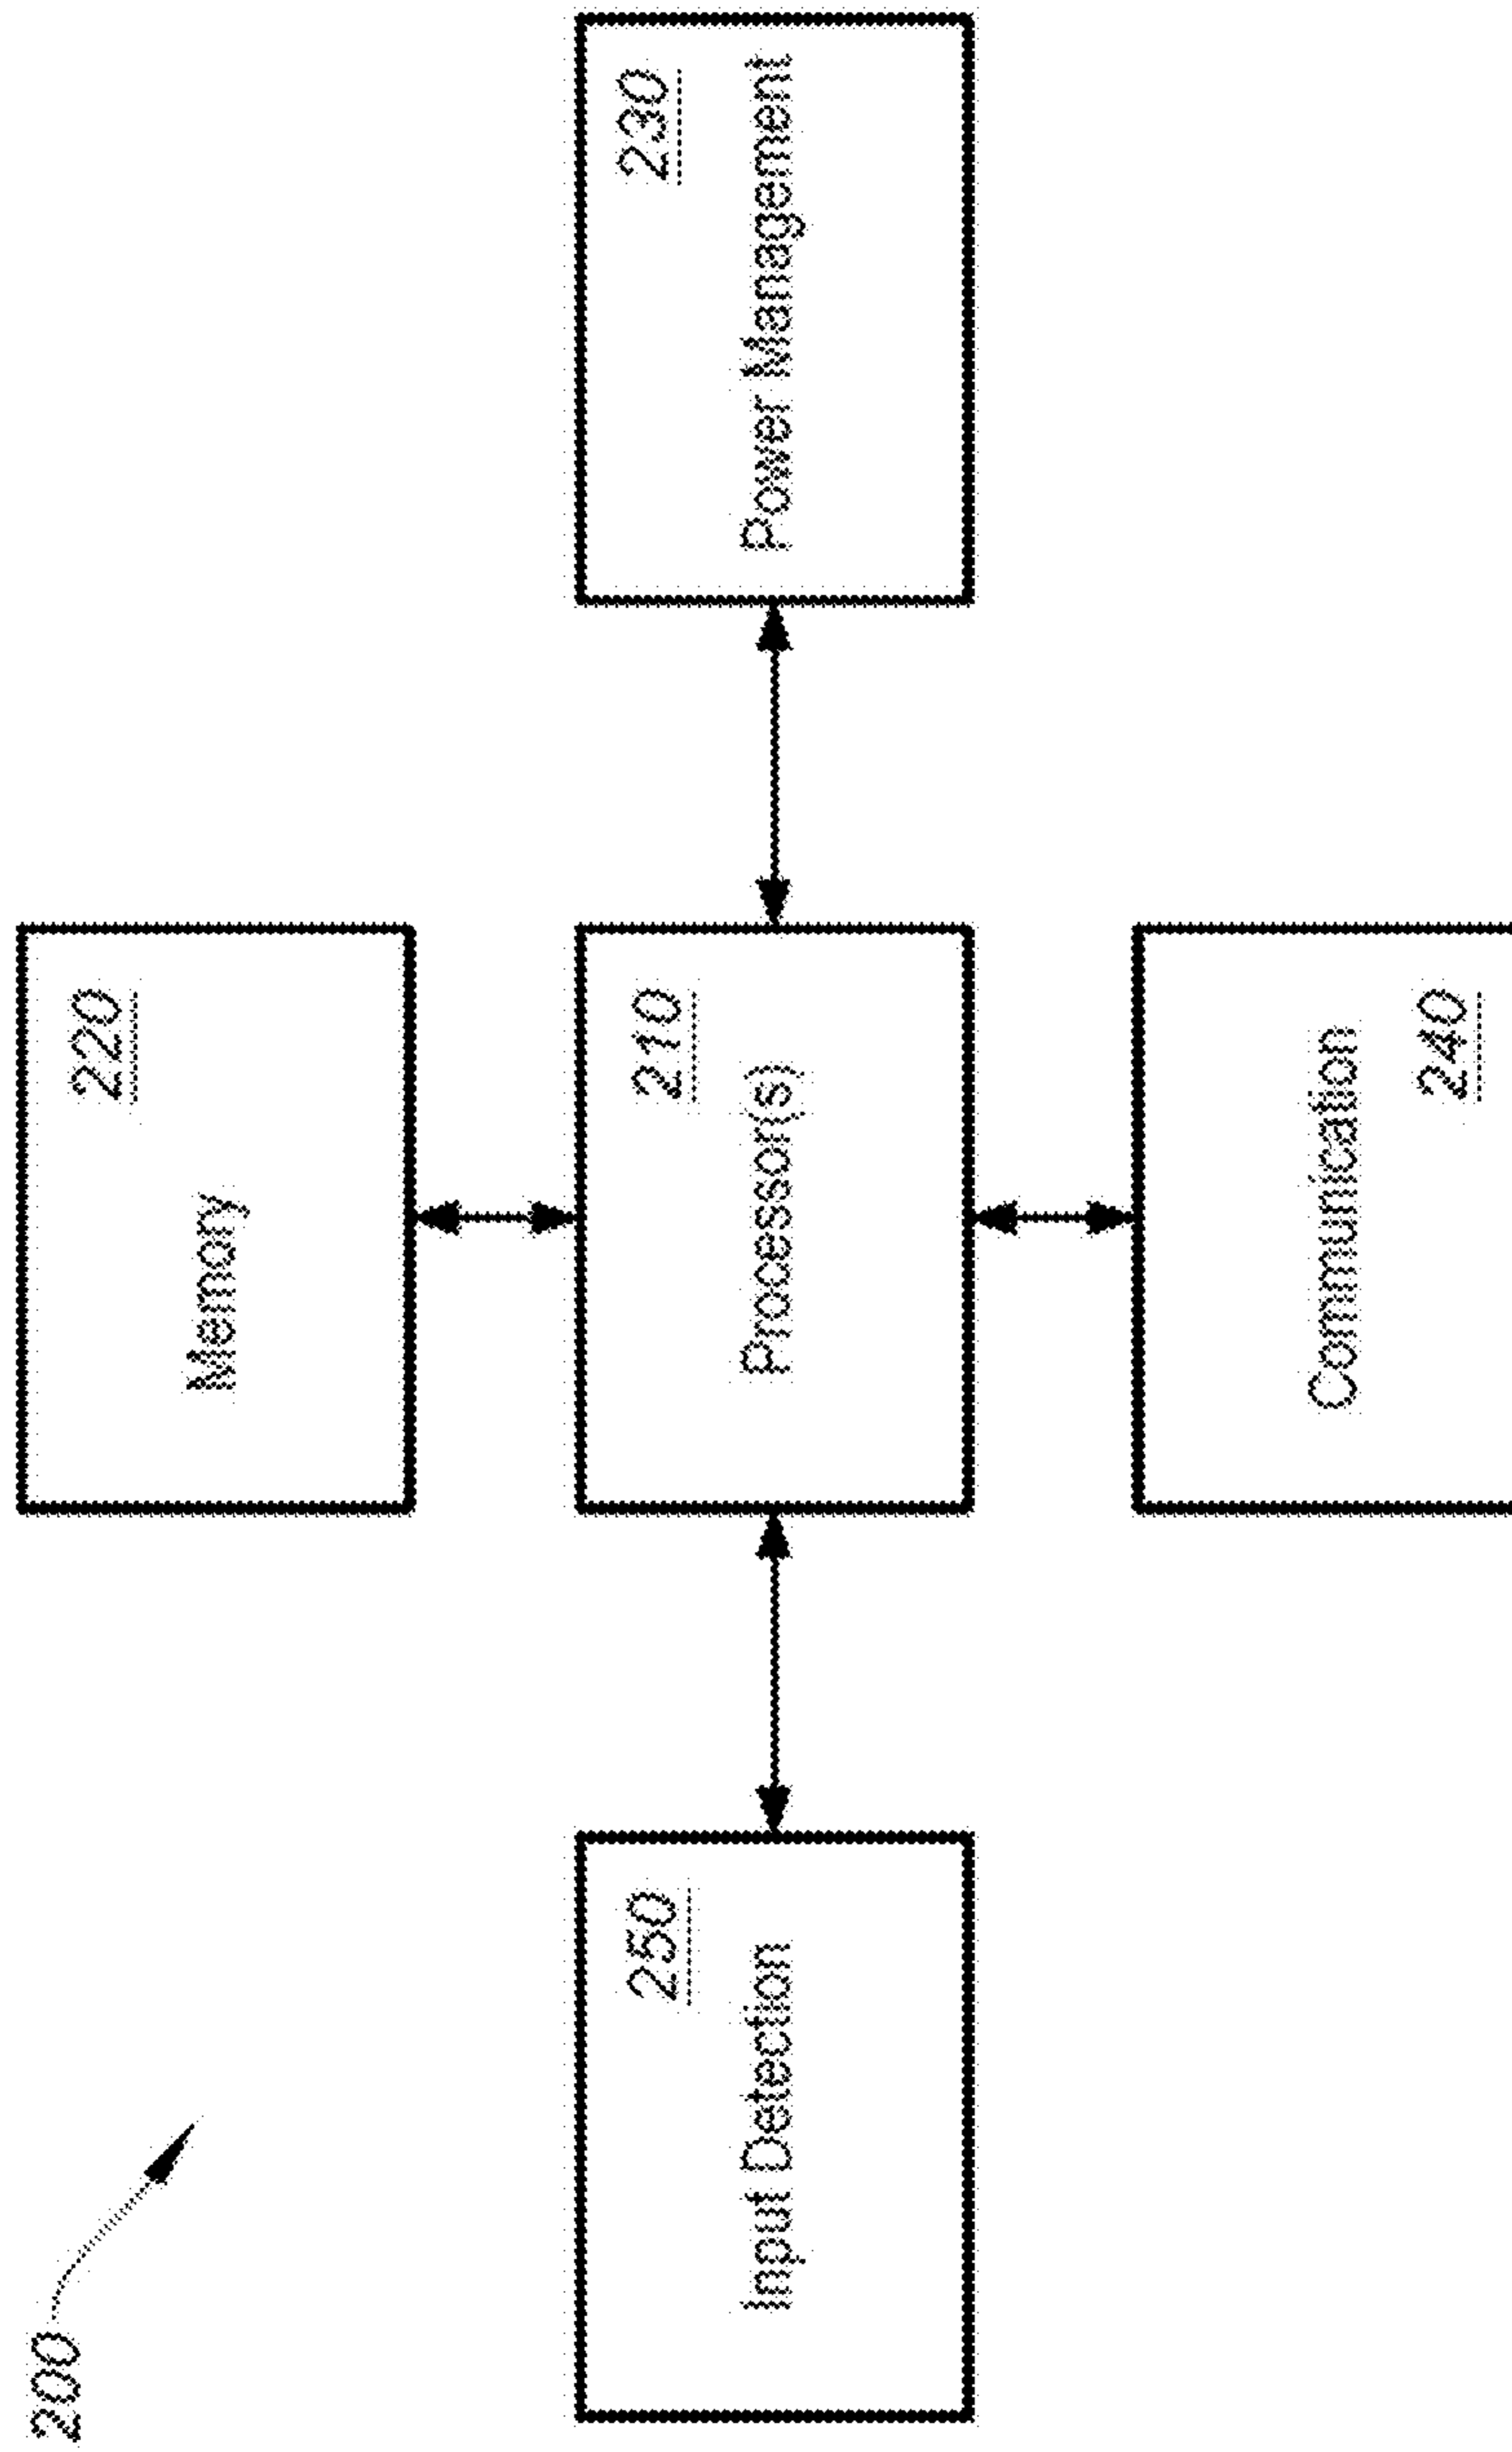 200
220
Memory
250
Input Detection
210
Processor(s)
230
Power Management
Communication
240